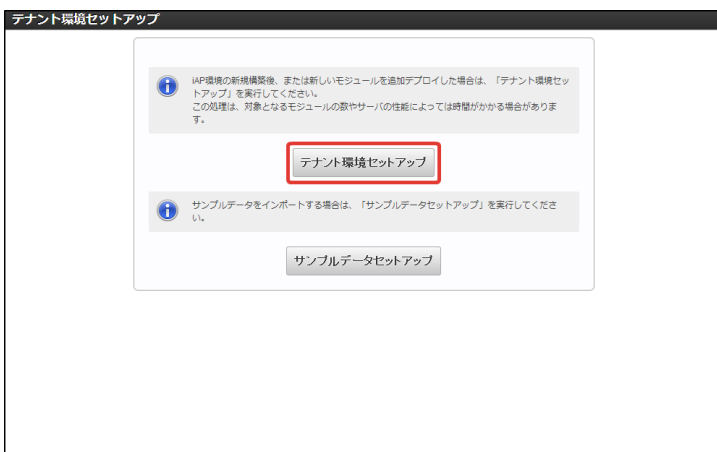 テナント環境セットアップ
iAP環境の新規構築後、または新しいモジュールを追加デプロイした場合は、「テナント環境セッ
トアップ」を実行してください。
この処理は、対象となるモジュールの数やサーバの性能によっては時間がかかる場合がありま
す。
テナント環境セットアップ
サンプルデータをインポートする場合は、「サンプルデータセットアップ」を実行してくださ
い。
サンプルデータセットアップ